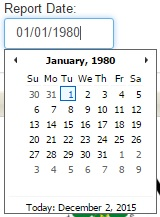 Report Date:
01/01/1980
January, 1980
Su Mo Tu We Th Fr Sa
30 31 1 2 3 4 5
6 7 8 9 10 11 12
13 14 15 16 17 18 19
20 21 22 23 24 25 26
27 28 29 30 31 1 2
3 4 5 6 7 8 9
Today: December 2, 2015